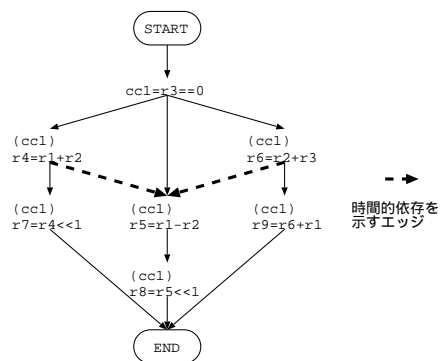 START
cc1=r3==0
(cc1)
r4=r1+r2
(cc1)
r6=r2+r3
(cc1)
r7=r4<<1
(cc1)
r5=r1-r2
(cc1)
r9=r6+r1
時間的依存を
示すエッジ
(cc1)
r8=r5<<1
END